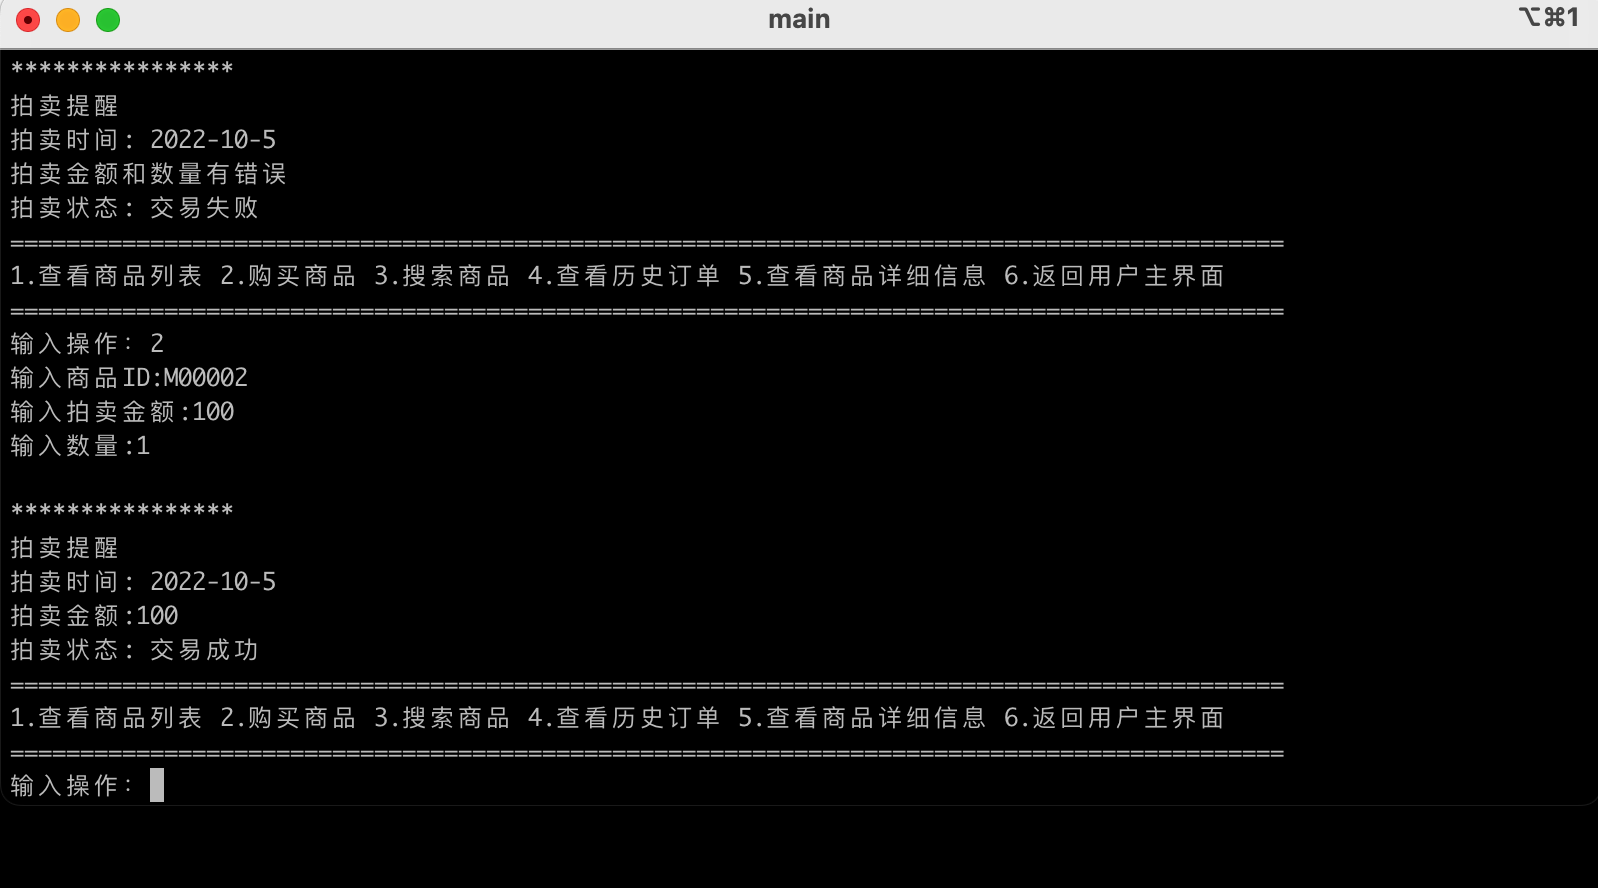 main
⌥⌘1
****************
拍卖提醒
拍卖时间: 2022-10-5
拍卖金额和数量有错误
拍卖状态: 交易失败
===========================================================================================
1.查看商品列表 2.购买商品 3.搜索商品 4.查看历史订单 5.查看商品详细信息 6.返回用户主界面
===========================================================================================
输入操作: 2
输入商品ID:M00002
输入拍卖金额:100
输入数量:1
****************
拍卖提醒
拍卖时间: 2022-10-5
拍卖金额:100
拍卖状态: 交易成功
===========================================================================================
1.查看商品列表 2.购买商品 3.搜索商品 4.查看历史订单 5.查看商品详细信息 6.返回用户主界面
===========================================================================================
输入操作: